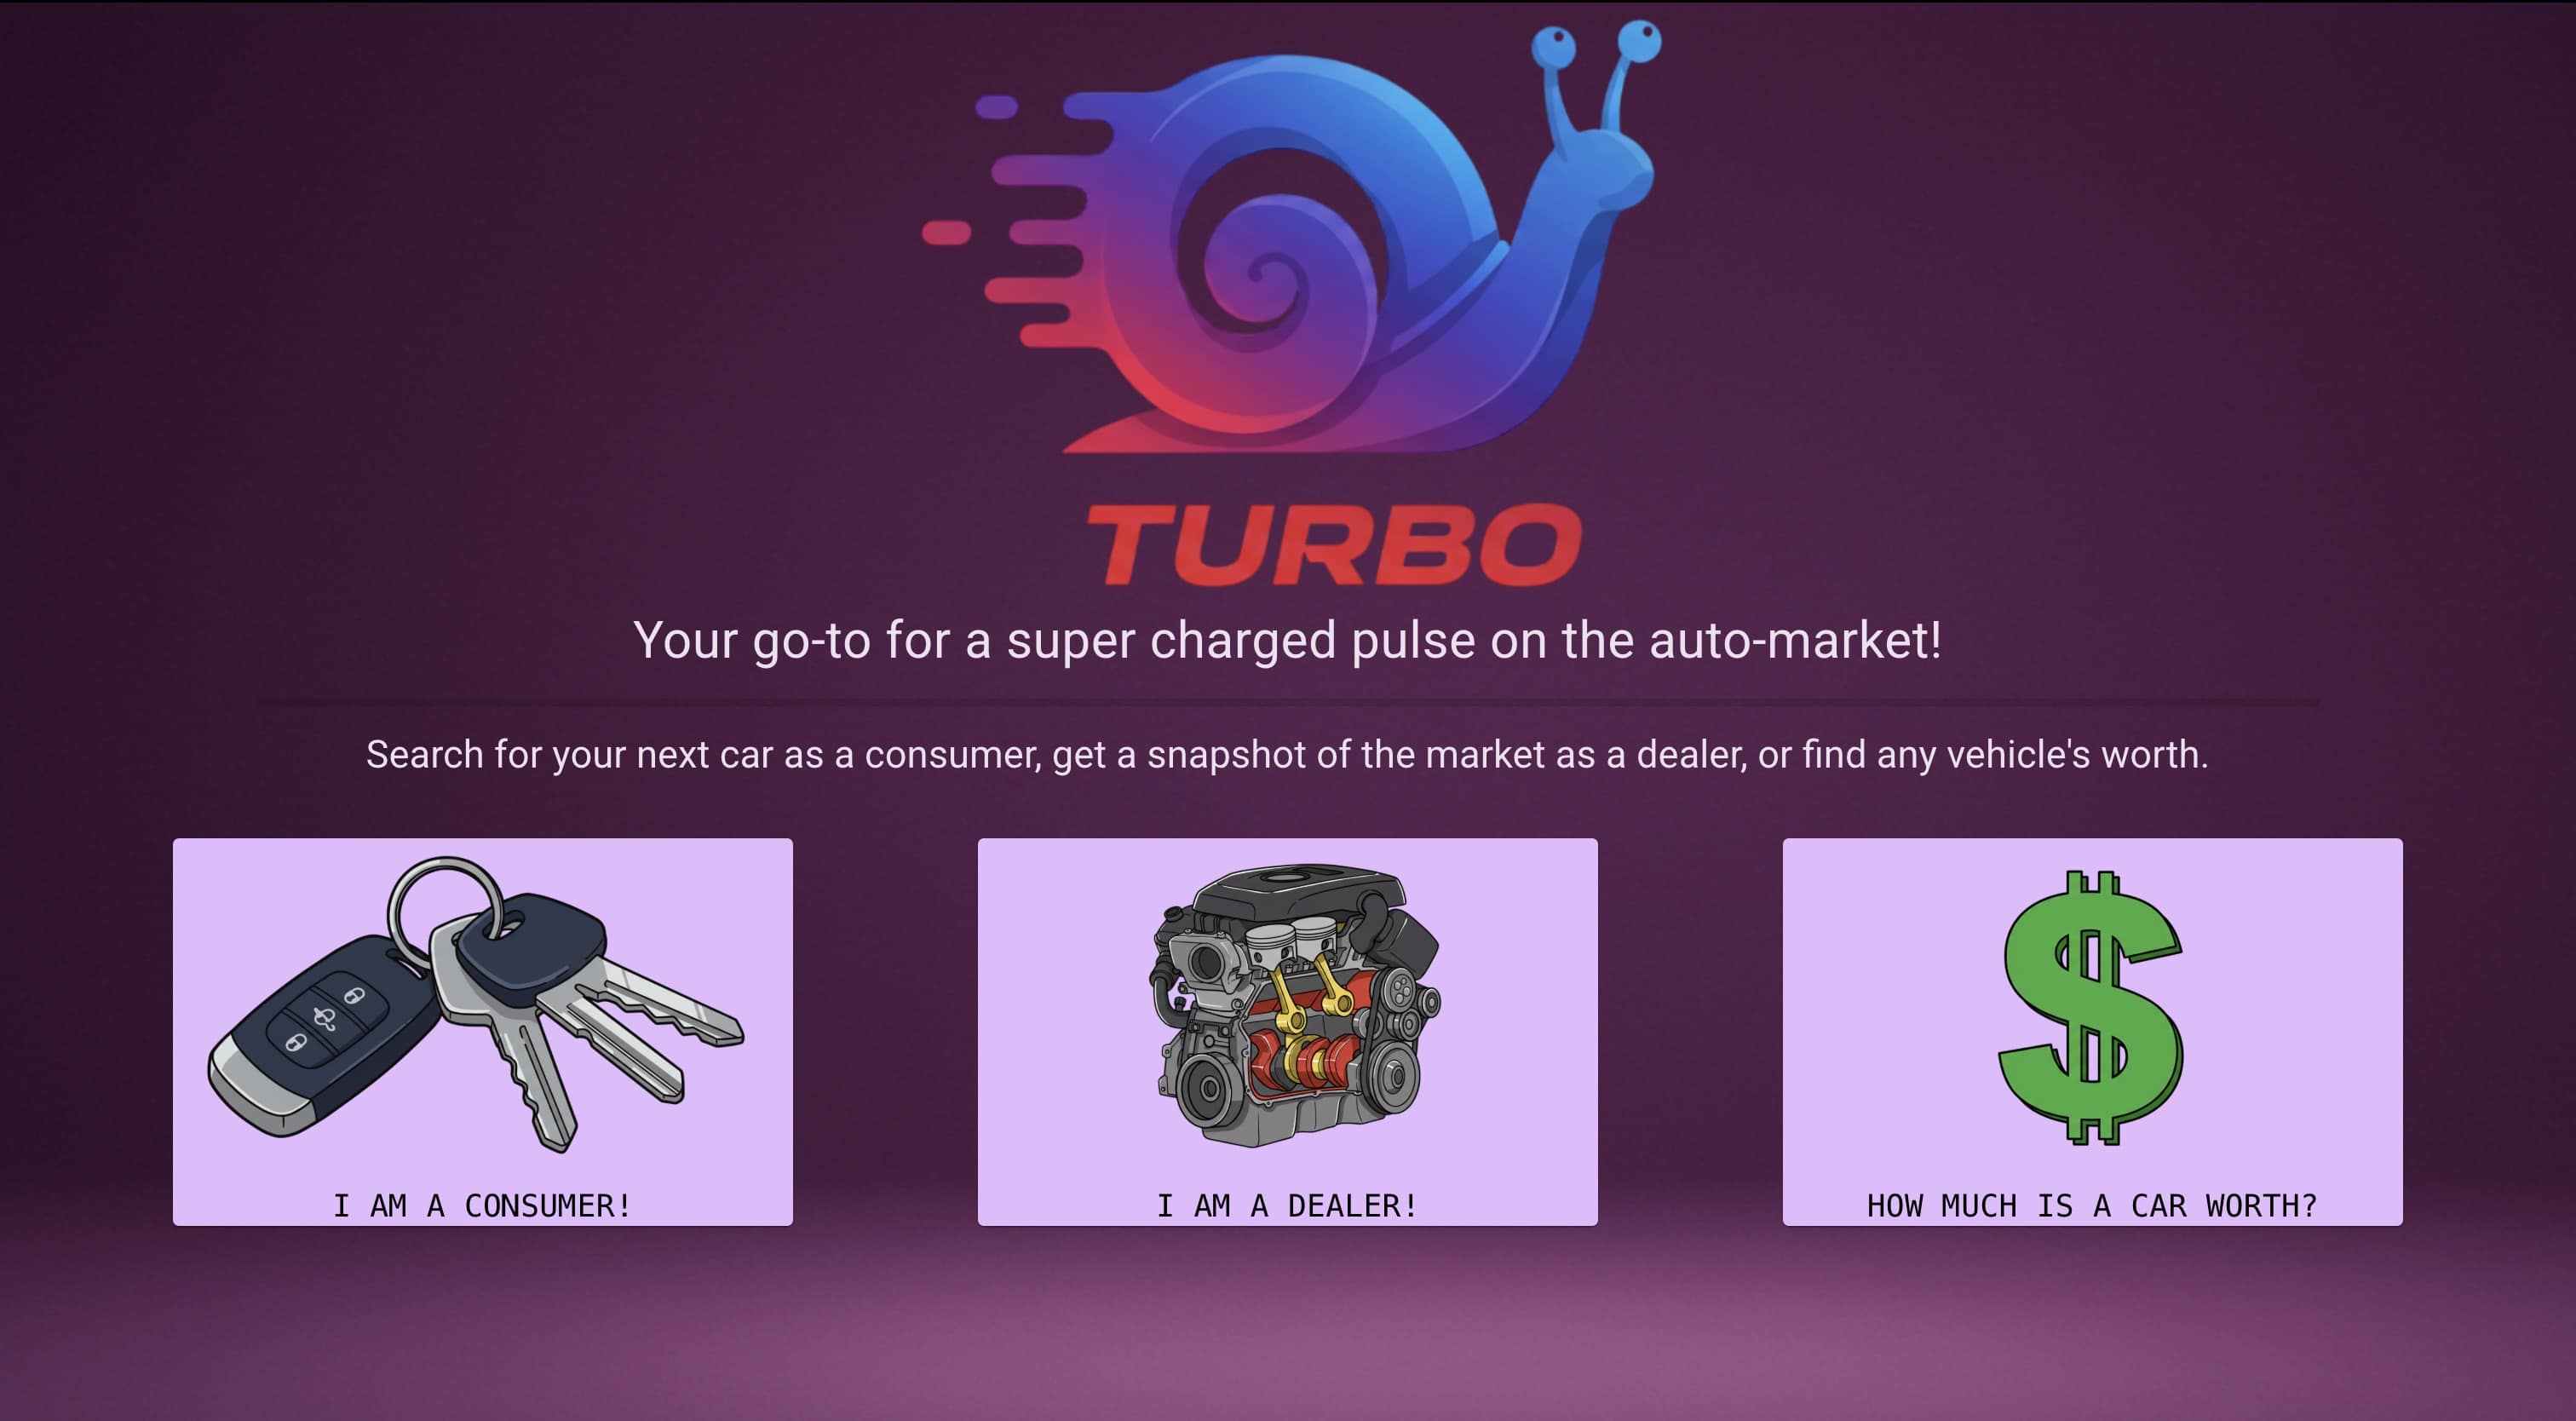 TURBO
Your go-to for a super charged pulse on the auto-market!
Search for your next car as a consumer, get a snapshot of the market as a dealer, or find any vehicle's worth.
I AM A CONSUMER!
I AM A DEALER!
HOW MUCH IS A CAR WORTH?